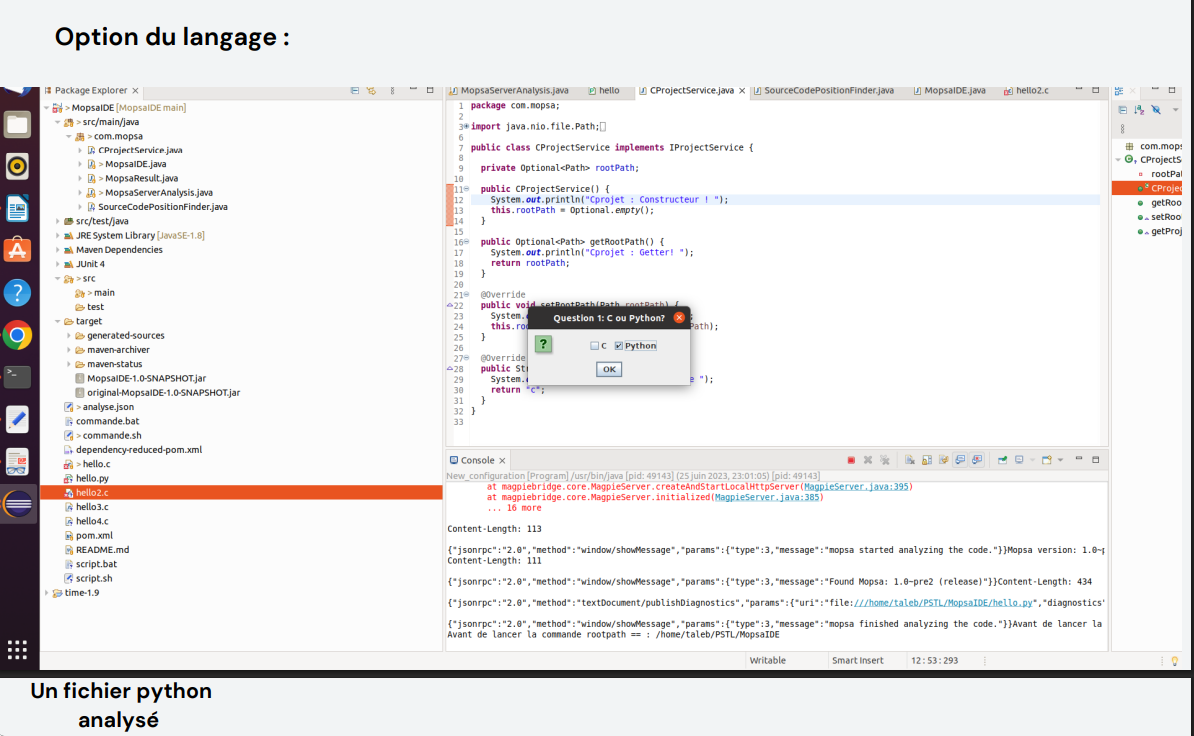 Option du langage :
Package Explorer
> MopsaIDE [MopsaIDE main]
> src/main/java
> com.mopsa
CProjectService.java
> MopsaIDE.java
> MopsaResult.java
> MopsaServerAnalysis.java
> SourceCodePositionFinder.java
src/test/java
JRE System Library [JavaSE-1.8]
Maven Dependencies
JUnit 4
> src
> main
test
target
generated-sources
maven-archiver
maven-status
MopsaIDE-1.0-SNAPSHOT.jar
original-MopsaIDE-1.0-SNAPSHOT.jar
> analyse.json
commande.bat
> commande.sh
dependency-reduced-pom.xml
> hello.c
hello.py
hello2.c
hello3.c
hello4.c
pom.xml
README.md
script.bat
script.sh
time-1.9
MopsaServerAnalysis.java hello CProjectService.java SourceCodePositionFinder.java MopsaIDE.java hello2.c
1 package com.mopsa;
2
3 import java.nio.file.Path;
6
7 public class CProjectService implements IProjectService {
8
9 private Optional<Path> rootPath;
10
11 public CProjectService() {
12 System.out.println("Cprojet : Constructeur ! ");
13 this.rootPath = Optional.empty();
14 }
15
16 public Optional<Path> getRootPath() {
17 System.out.println("Cprojet : Getter! ");
18 return rootPath;
19 }
20
21 @Override
22 public void setRootPath(Path rootPath) {
23 System.
24 this.roo Path);
25 }
26
27 @Override
28 public Str
29 System. e ");
30 return "c";
31 }
32 }
33
Question 1: C ou Python?
?
C Python
OK
com.mops
CProjectS
rootPat
CProjec
getRoo
setRoo
getProj
Console
New_configuration [Program] /usr/bin/java [pid: 49143] (25 juin 2023, 23:01:05) [pid: 49143]
at magpiebridge.core.MagpieServer.createAndStartLocalHttpServer(MagpieServer.java:395)
at magpiebridge.core.MagpieServer.initialized(MagpieServer.java:385)
... 16 more
Content-Length: 113
{"jsonrpc":"2.0","method":"window/showMessage","params":{"type":3,"message":"mopsa started analyzing the code."}}Mopsa version: 1.0~p
Content-Length: 111
{"jsonrpc":"2.0","method":"window/showMessage","params":{"type":3,"message":"Found Mopsa: 1.0~pre2 (release)"}}Content-Length: 434
{"jsonrpc":"2.0","method":"textDocument/publishDiagnostics","params":{"uri":"file:///home/taleb/PSTL/MopsaIDE/hello.py","diagnostics"
{"jsonrpc":"2.0","method":"window/showMessage","params":{"type":3,"message":"mopsa finished analyzing the code."}}Avant de lancer la
Avant de lancer la commande rootpath == : /home/taleb/PSTL/MopsaIDE
Writable Smart Insert 12 : 53 : 293
Un fichier python
analysé